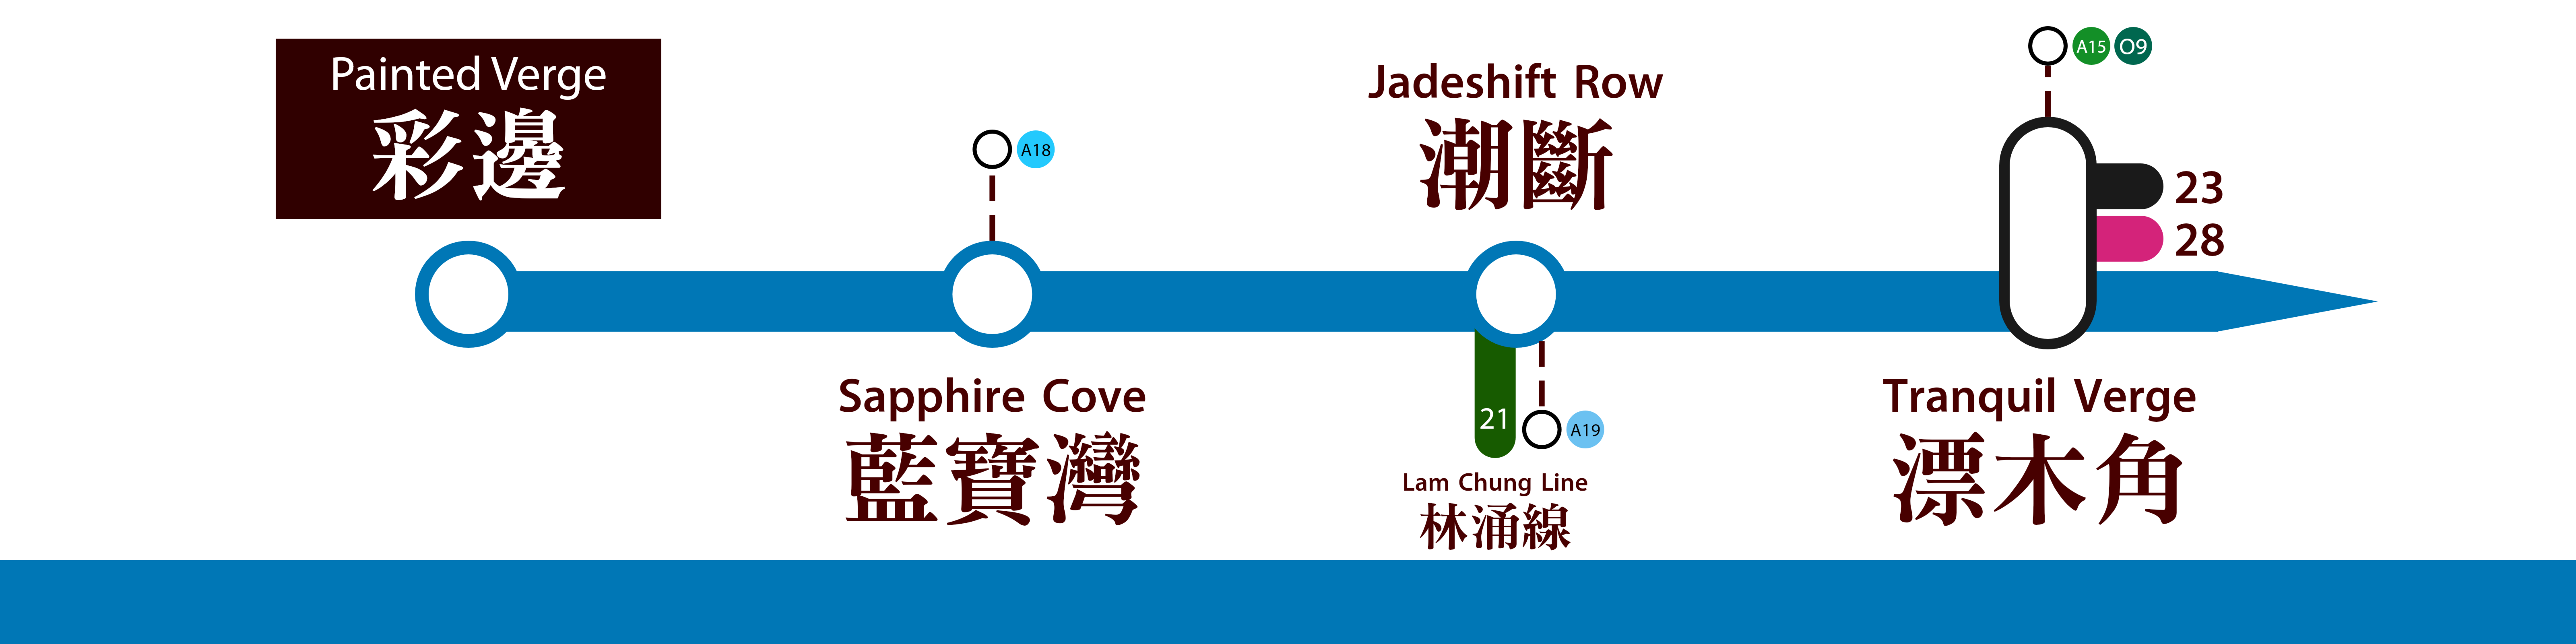 Painted Verge
彩邊
A18
Sapphire Cove
藍寶灣
Jadeshift Row
潮斷
21
A19
Lam Chung Line
林涌線
A15
O9
23
28
Tranquil Verge
漂木角